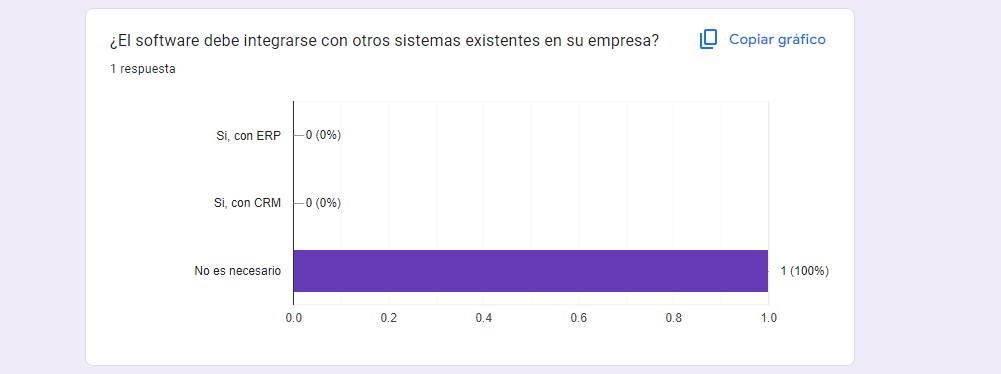 ¿El software debe integrarse con otros sistemas existentes en su empresa?
Copiar gráfico
1 respuesta
Si, con ERP
0 (0%)
Si, con CRM
0 (0%)
No es necesario
1 (100%)
0.0 0.2 0.4 0.6 0.8 1.0